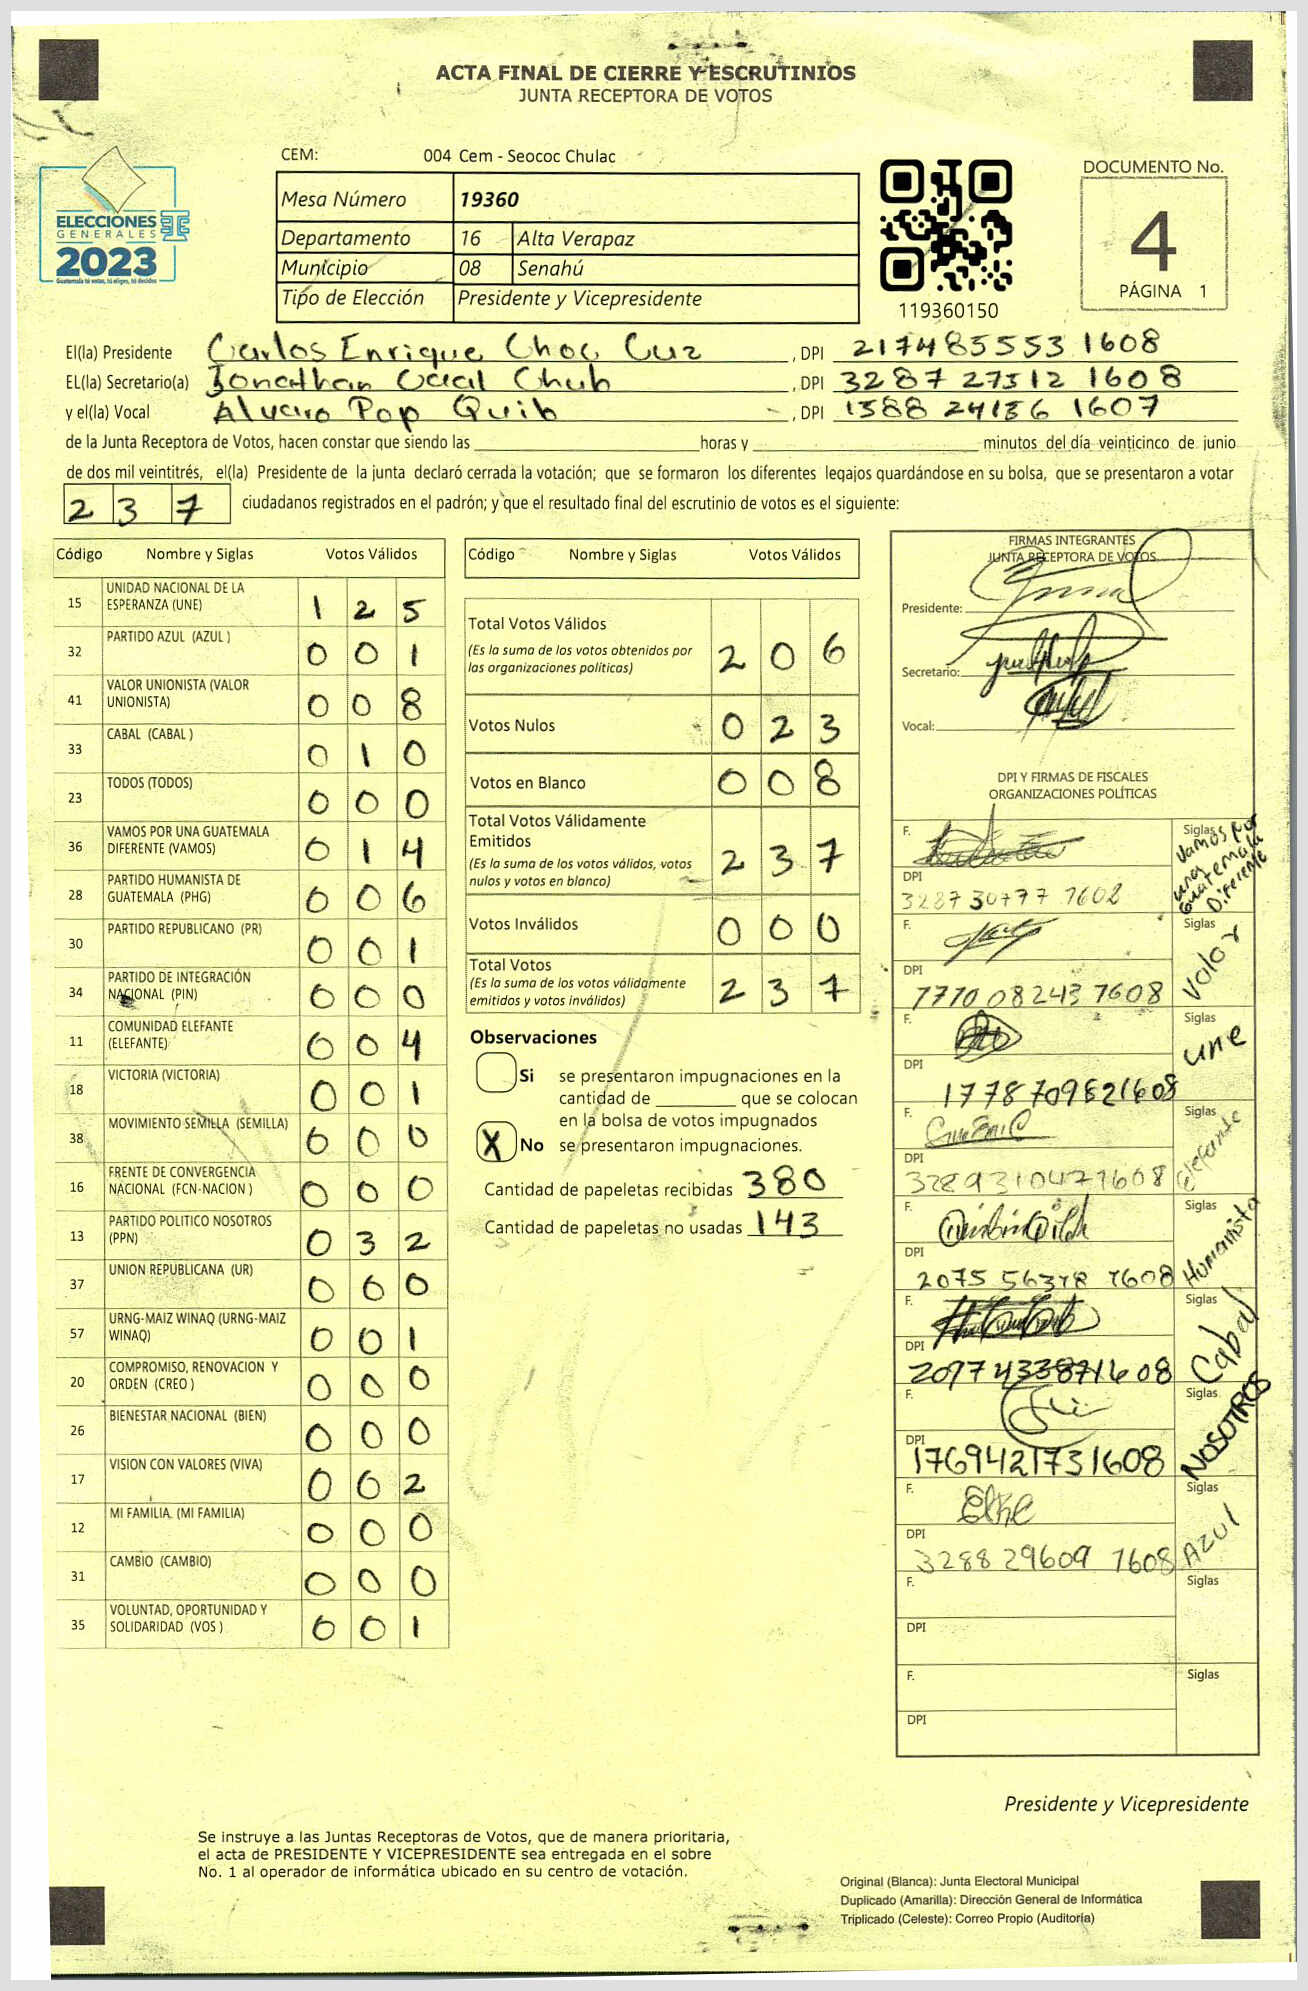 ACTA FINAL DE CIERRE Y ESCRUTINIOS
JUNTA RECEPTORA DE VOTOS
ELECCIONES
GENERALES
2023
Guatemala tú votas, tú eliges, tú decides
CEM: 004 Cem - Seococ Chulac
Mesa Número 19360
Departamento 16 Alta Verapaz
Municipio 08 Senahú
Tipo de Elección Presidente y Vicepresidente
119360150
DOCUMENTO No.
4
PÁGINA 1
El(la) Presidente Carlos Enrique Choc Cuz , DPI 217485553 1608
EL(la) Secretario(a) Jonathan Caal Chub , DPI 3287 27312 1608
y el(la) Vocal Alvaro Pop Quib , DPI 1388 24136 1607
de la Junta Receptora de Votos, hacen constar que siendo las horas y minutos del día veinticinco de junio
de dos mil veintitrés, el(la) Presidente de la junta declaró cerrada la votación; que se formaron los diferentes legajos guardándose en su bolsa, que se presentaron a votar
2 3 7 ciudadanos registrados en el padrón; y que el resultado final del escrutinio de votos es el siguiente:
Código Nombre y Siglas Votos Válidos
15 UNIDAD NACIONAL DE LA ESPERANZA (UNE) 1 2 5
32 PARTIDO AZUL (AZUL ) 0 0 1
41 VALOR UNIONISTA (VALOR UNIONISTA) 0 0 8
33 CABAL (CABAL ) 0 1 0
23 TODOS (TODOS) 0 0 0
36 VAMOS POR UNA GUATEMALA DIFERENTE (VAMOS) 0 1 4
28 PARTIDO HUMANISTA DE GUATEMALA (PHG) 0 0 6
30 PARTIDO REPUBLICANO (PR) 0 0 1
34 PARTIDO DE INTEGRACIÓN NACIONAL (PIN) 0 0 0
11 COMUNIDAD ELEFANTE (ELEFANTE) 0 0 4
18 VICTORIA (VICTORIA) 0 0 1
38 MOVIMIENTO SEMILLA (SEMILLA) 0 0 0
16 FRENTE DE CONVERGENCIA NACIONAL (FCN-NACION ) 0 0 0
13 PARTIDO POLITICO NOSOTROS (PPN) 0 3 2
37 UNION REPUBLICANA (UR) 0 0 0
57 URNG-MAIZ WINAQ (URNG-MAIZ WINAQ) 0 0 1
20 COMPROMISO, RENOVACION Y ORDEN (CREO ) 0 0 0
26 BIENESTAR NACIONAL (BIEN) 0 0 0
17 VISION CON VALORES (VIVA) 0 0 2
12 MI FAMILIA. (MI FAMILIA) 0 0 0
31 CAMBIO (CAMBIO) 0 0 0
35 VOLUNTAD, OPORTUNIDAD Y SOLIDARIDAD (VOS ) 0 0 1
Código Nombre y Siglas Votos Válidos
Total Votos Válidos 2 0 6
(Es la suma de los votos obtenidos por
las organizaciones políticas)
Votos Nulos 0 2 3
Votos en Blanco 0 0 8
Total Votos Válidamente
Emitidos 2 3 7
(Es la suma de los votos válidos, votos
nulos y votos en blanco)
Votos Inválidos 0 0 0
Total Votos 2 3 7
(Es la suma de los votos válidamente
emitidos y votos inválidos)
Observaciones
Si se presentaron impugnaciones en la
cantidad de que se colocan
en la bolsa de votos impugnados
X No se presentaron impugnaciones.
Cantidad de papeletas recibidas 380
Cantidad de papeletas no usadas 143
FIRMAS INTEGRANTES
JUNTA RECEPTORA DE VOTOS
Presidente:
Secretario:
Vocal:
DPI Y FIRMAS DE FISCALES
ORGANIZACIONES POLÍTICAS
F. Siglas Vamos por una Guatemala Diferente
DPI 3287 30777 1602
F. Siglas Valor
DPI 1770 08243 1608
F. Siglas Une
DPI 1778709821608
F. Siglas elefante
DPI 3289310471608
F. Siglas Humanista
DPI 2075 56378 1608
F. Siglas Cabal
DPI 2097433871608
F. Siglas NOSOTROS
DPI 1769421731608
F. Siglas Azul
DPI 3288 29609 1608
F. Siglas
DPI
F. Siglas
DPI
Presidente y Vicepresidente
Se instruye a las Juntas Receptoras de Votos, que de manera prioritaria,
el acta de PRESIDENTE Y VICEPRESIDENTE sea entregada en el sobre
No. 1 al operador de informática ubicado en su centro de votación.
Original (Blanca): Junta Electoral Municipal
Duplicado (Amarilla): Dirección General de Informática
Triplicado (Celeste): Correo Propio (Auditoría)